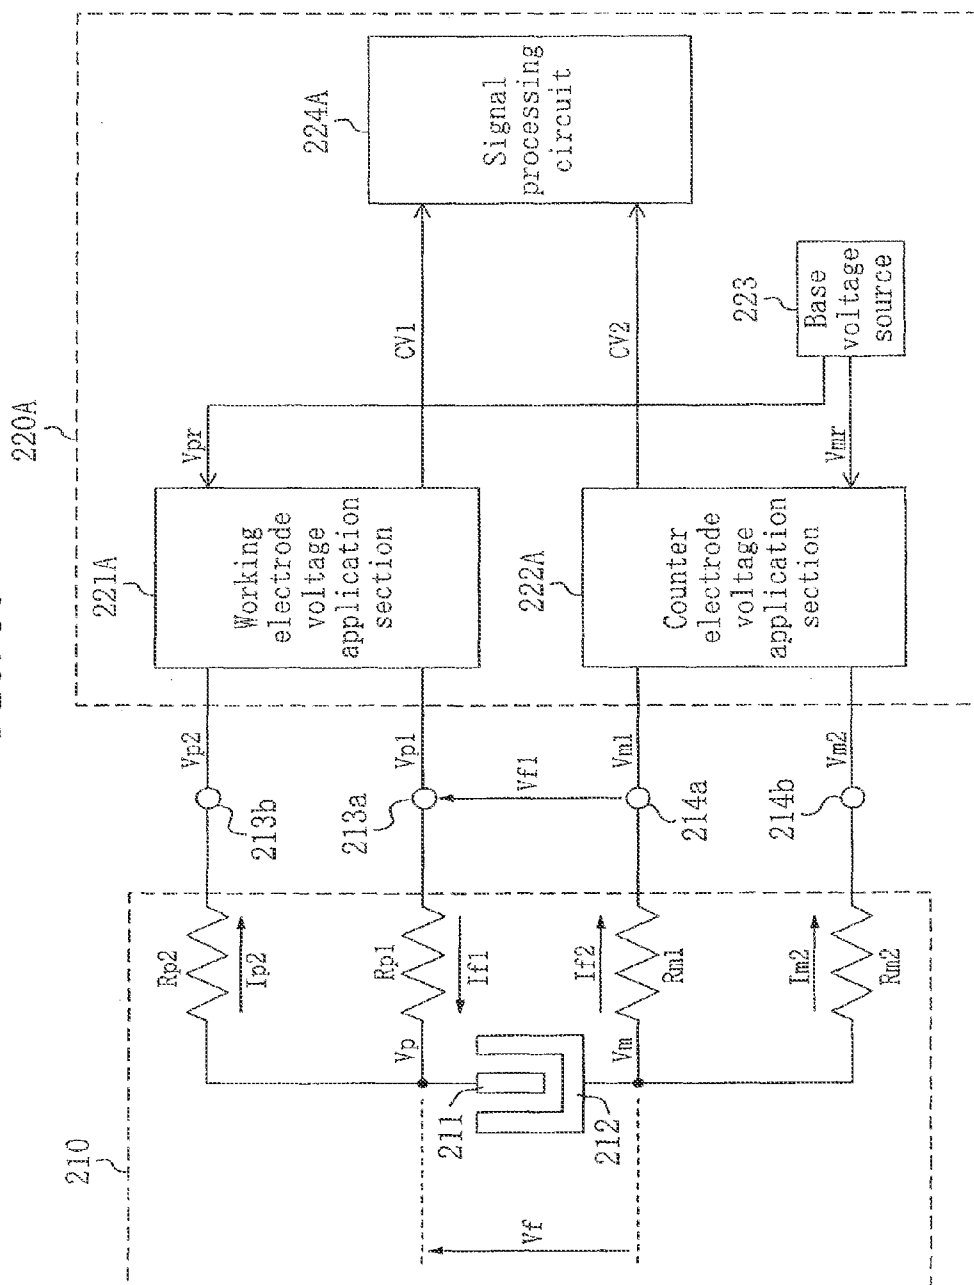 220A
224A
Signal
processing
circuit
CV1
CV2
223
Base
voltage
source
Vpr
Vmr
221A
Working
electrode
voltage
application
section
222A
Counter
electrode
voltage
application
section
Vp2
Vp1
Vm1
Vm2
213b
213a
Vf1
214a
214b
210
Rp2
Ip2
Rp1
If1
If2
Rm1
Im2
Rm2
Vp
Vm
211
212
Vf